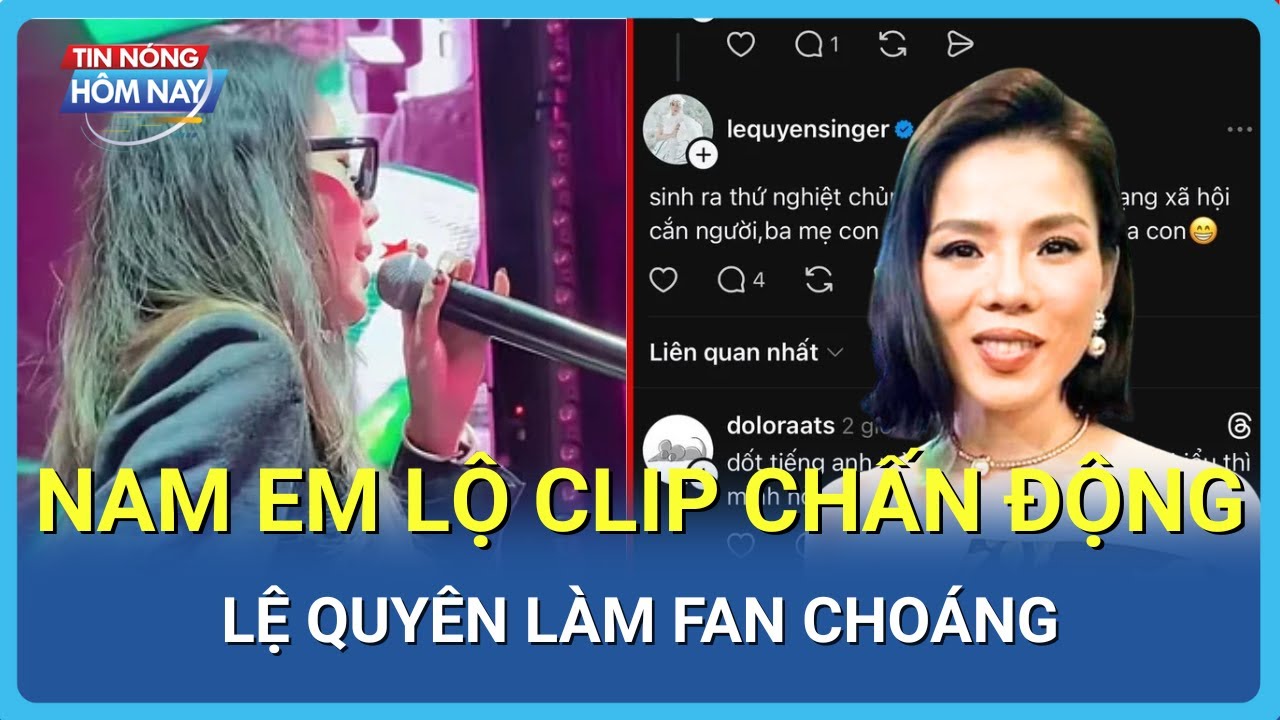 TIN NÓNG
HÔM NAY
1
lequyensinger
sinh ra thứ nghiệt ạng xã hội
cắn người,ba mẹ con a con😁
4
Liên quan nhất
doloraats 2
dốt tiếng anh thì
NAM EM LỘ CLIP CHẤN ĐỘNG
LỆ QUYÊN LÀM FAN CHOÁNG